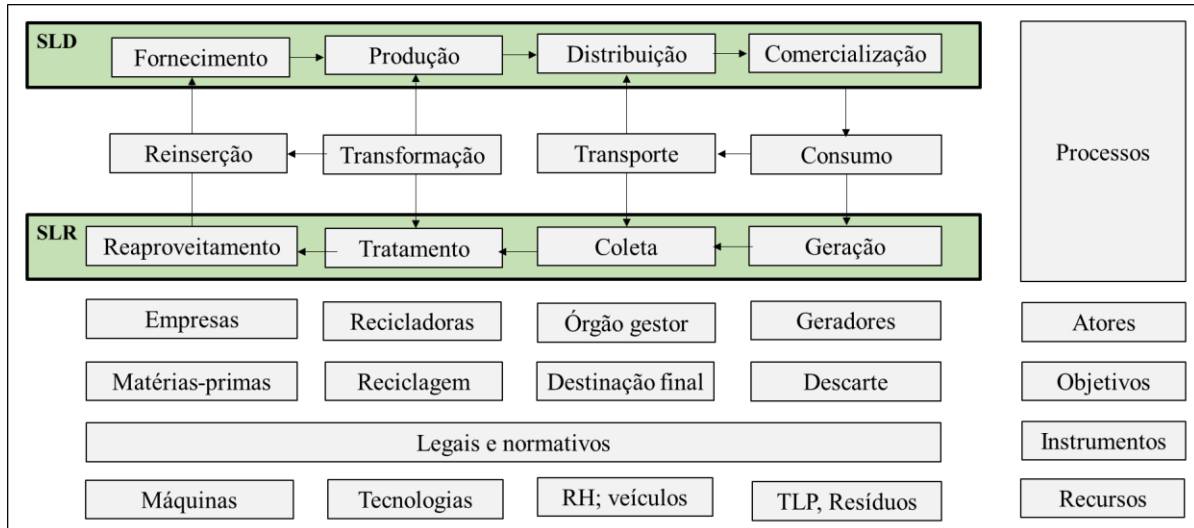 SLD
Fornecimento
Produção
Distribuição
Comercialização
Reinserção
Transformação
Transporte
Consumo
Processos
SLR
Reaproveitamento
Tratamento
Coleta
Geração
Empresas
Recicladoras
Órgão gestor
Geradores
Atores
Matérias-primas
Reciclagem
Destinação final
Descarte
Objetivos
Legais e normativos
Instrumentos
Máquinas
Tecnologias
RH; veículos
TLP, Resíduos
Recursos